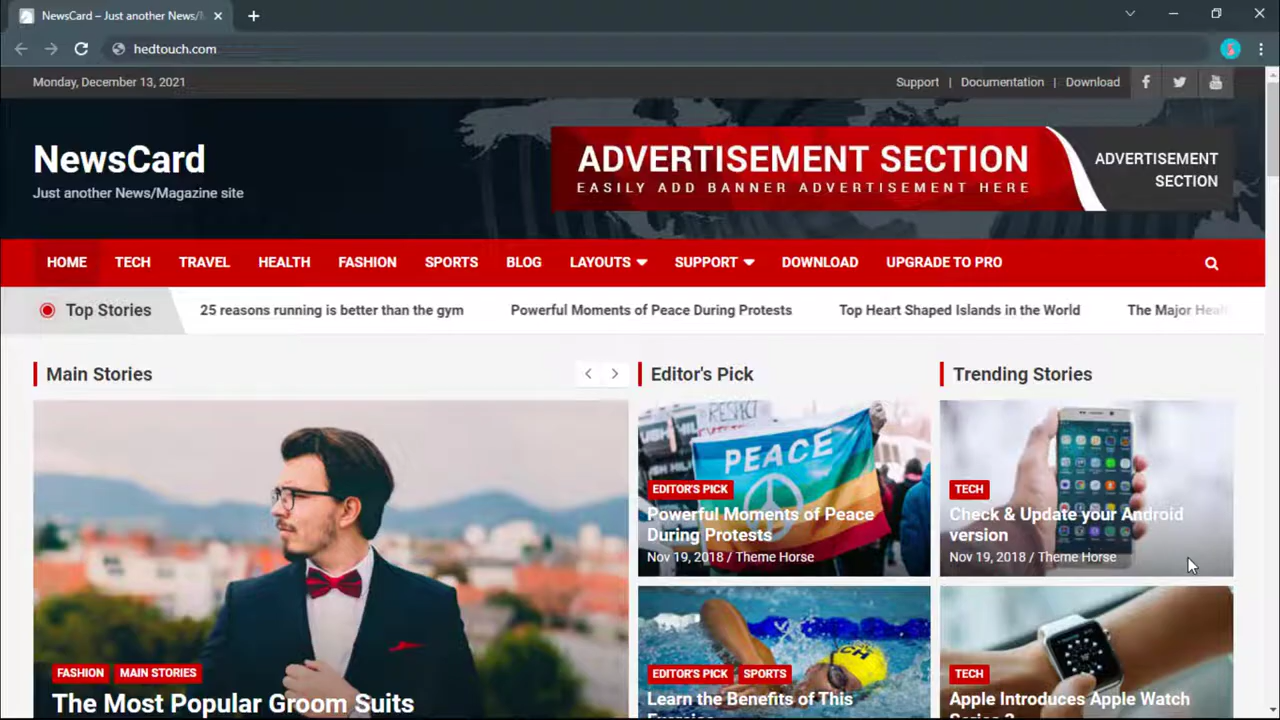 NewsCard – Just another News/
hedtouch.com
Monday, December 13, 2021
Support | Documentation | Download
NewsCard
Just another News/Magazine site
ADVERTISEMENT SECTION
EASILY ADD BANNER ADVERTISEMENT HERE
ADVERTISEMENT
SECTION
HOME TECH TRAVEL HEALTH FASHION SPORTS BLOG LAYOUTS SUPPORT DOWNLOAD UPGRADE TO PRO
Top Stories 25 reasons running is better than the gym Powerful Moments of Peace During Protests Top Heart Shaped Islands in the World The Major
Main Stories
FASHION MAIN STORIES
The Most Popular Groom Suits
Editor's Pick
RESPECT
PEACE
EDITOR'S PICK
Powerful Moments of Peace
During Protests
Nov 19, 2018 / Theme Horse
EDITOR'S PICK SPORTS
Learn the Benefits of This
Trending Stories
TECH
Check & Update your Android
version
Nov 19, 2018 / Theme Horse
TECH
Apple Introduces Apple Watch